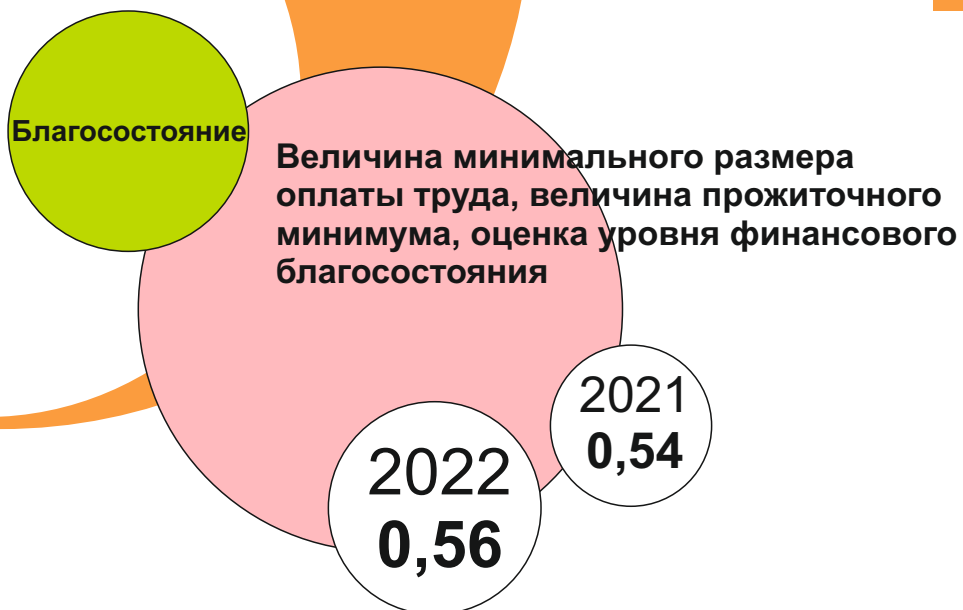 Благосостояние
Величина минимального размера
оплаты труда, величина прожиточного
минимума, оценка уровня финансового
благосостояния
2021
0,54
2022
0,56